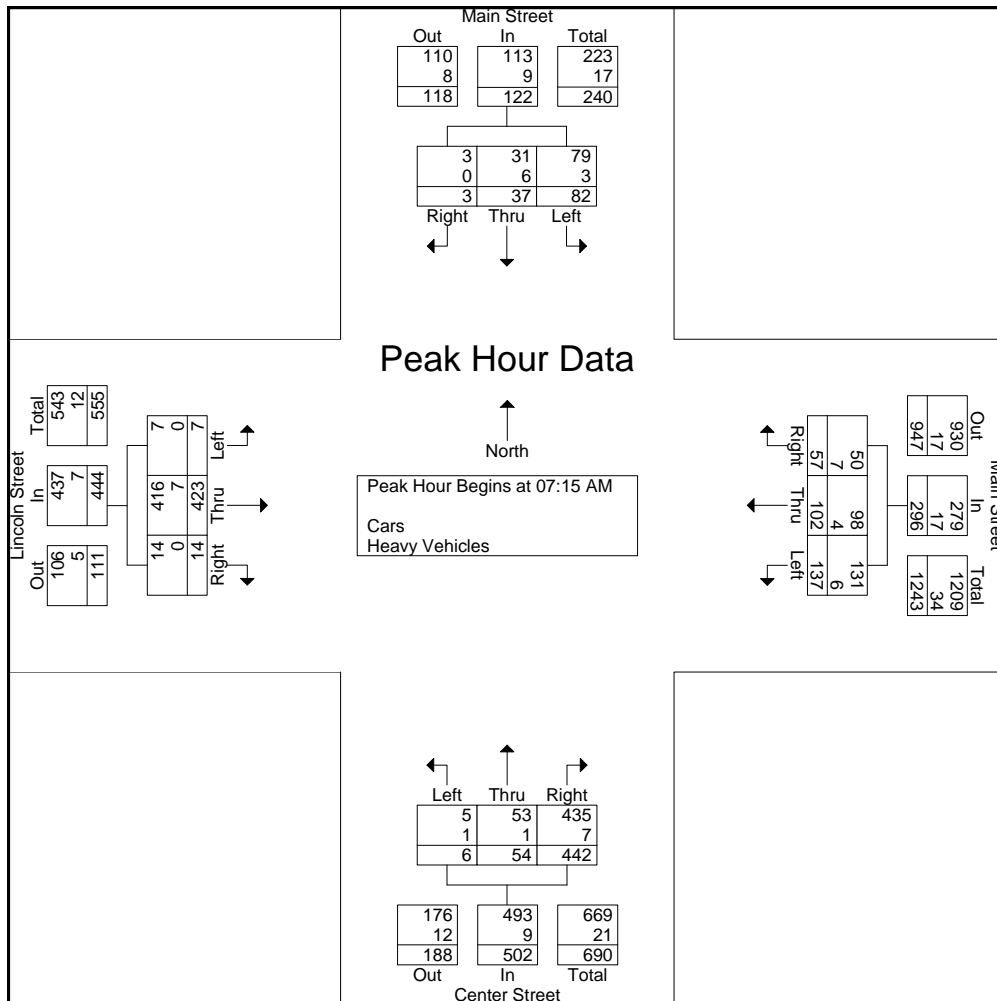 Main Street
Out In Total
110 113 223
8 9 17
118 122 240
3 31 79
0 6 3
3 37 82
Right Thru Left
Peak Hour Data
North
Peak Hour Begins at 07:15 AM
Cars
Heavy Vehicles
Lincoln Street
Out In Total
106 437 543
5 7 12
111 444 555
14 416 7
0 7 0
14 423 7
Right Thru Left
Main Street
Out In Total
930 279 1209
17 17 34
947 296 1243
50 98 131
7 4 6
57 102 137
Right Thru Left
Left Thru Right
5 53 435
1 1 7
6 54 442
176 493 669
12 9 21
188 502 690
Out In Total
Center Street